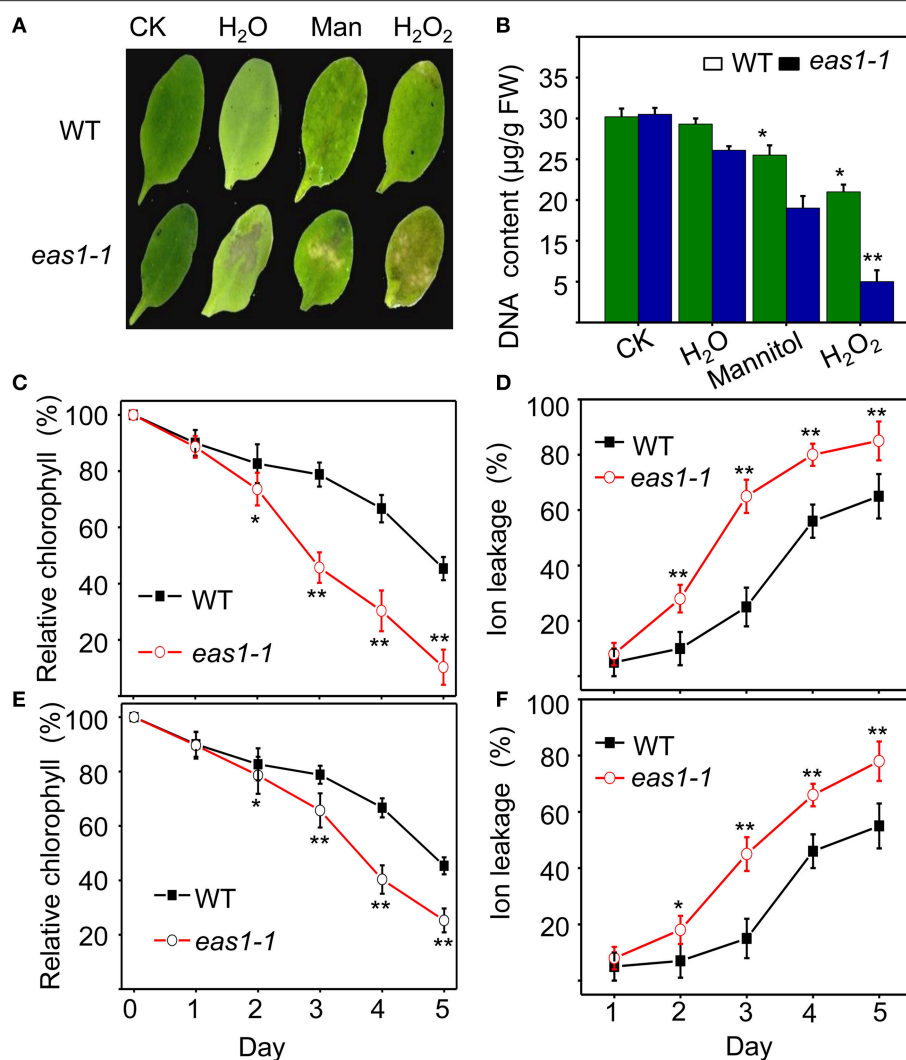 A
CK H₂O Man H₂O₂
WT
eas1-1
B
WT eas1-1
DNA content (µg/g FW)
35
30
25
20
15
5
CK H₂O Mannitol H₂O₂
*
*
**
C
Relative chlorophyll (%)
100
80
60
40
20
WT
eas1-1
*
**
**
**
D
Ion leakage (%)
100
80
60
40
20
WT
eas1-1
**
**
**
**
E
Relative chlorophyll (%)
100
80
60
40
20
WT
eas1-1
*
**
**
**
0 1 2 3 4 5
Day
F
Ion leakage (%)
100
80
60
40
20
WT
eas1-1
*
**
**
**
1 2 3 4 5
Day